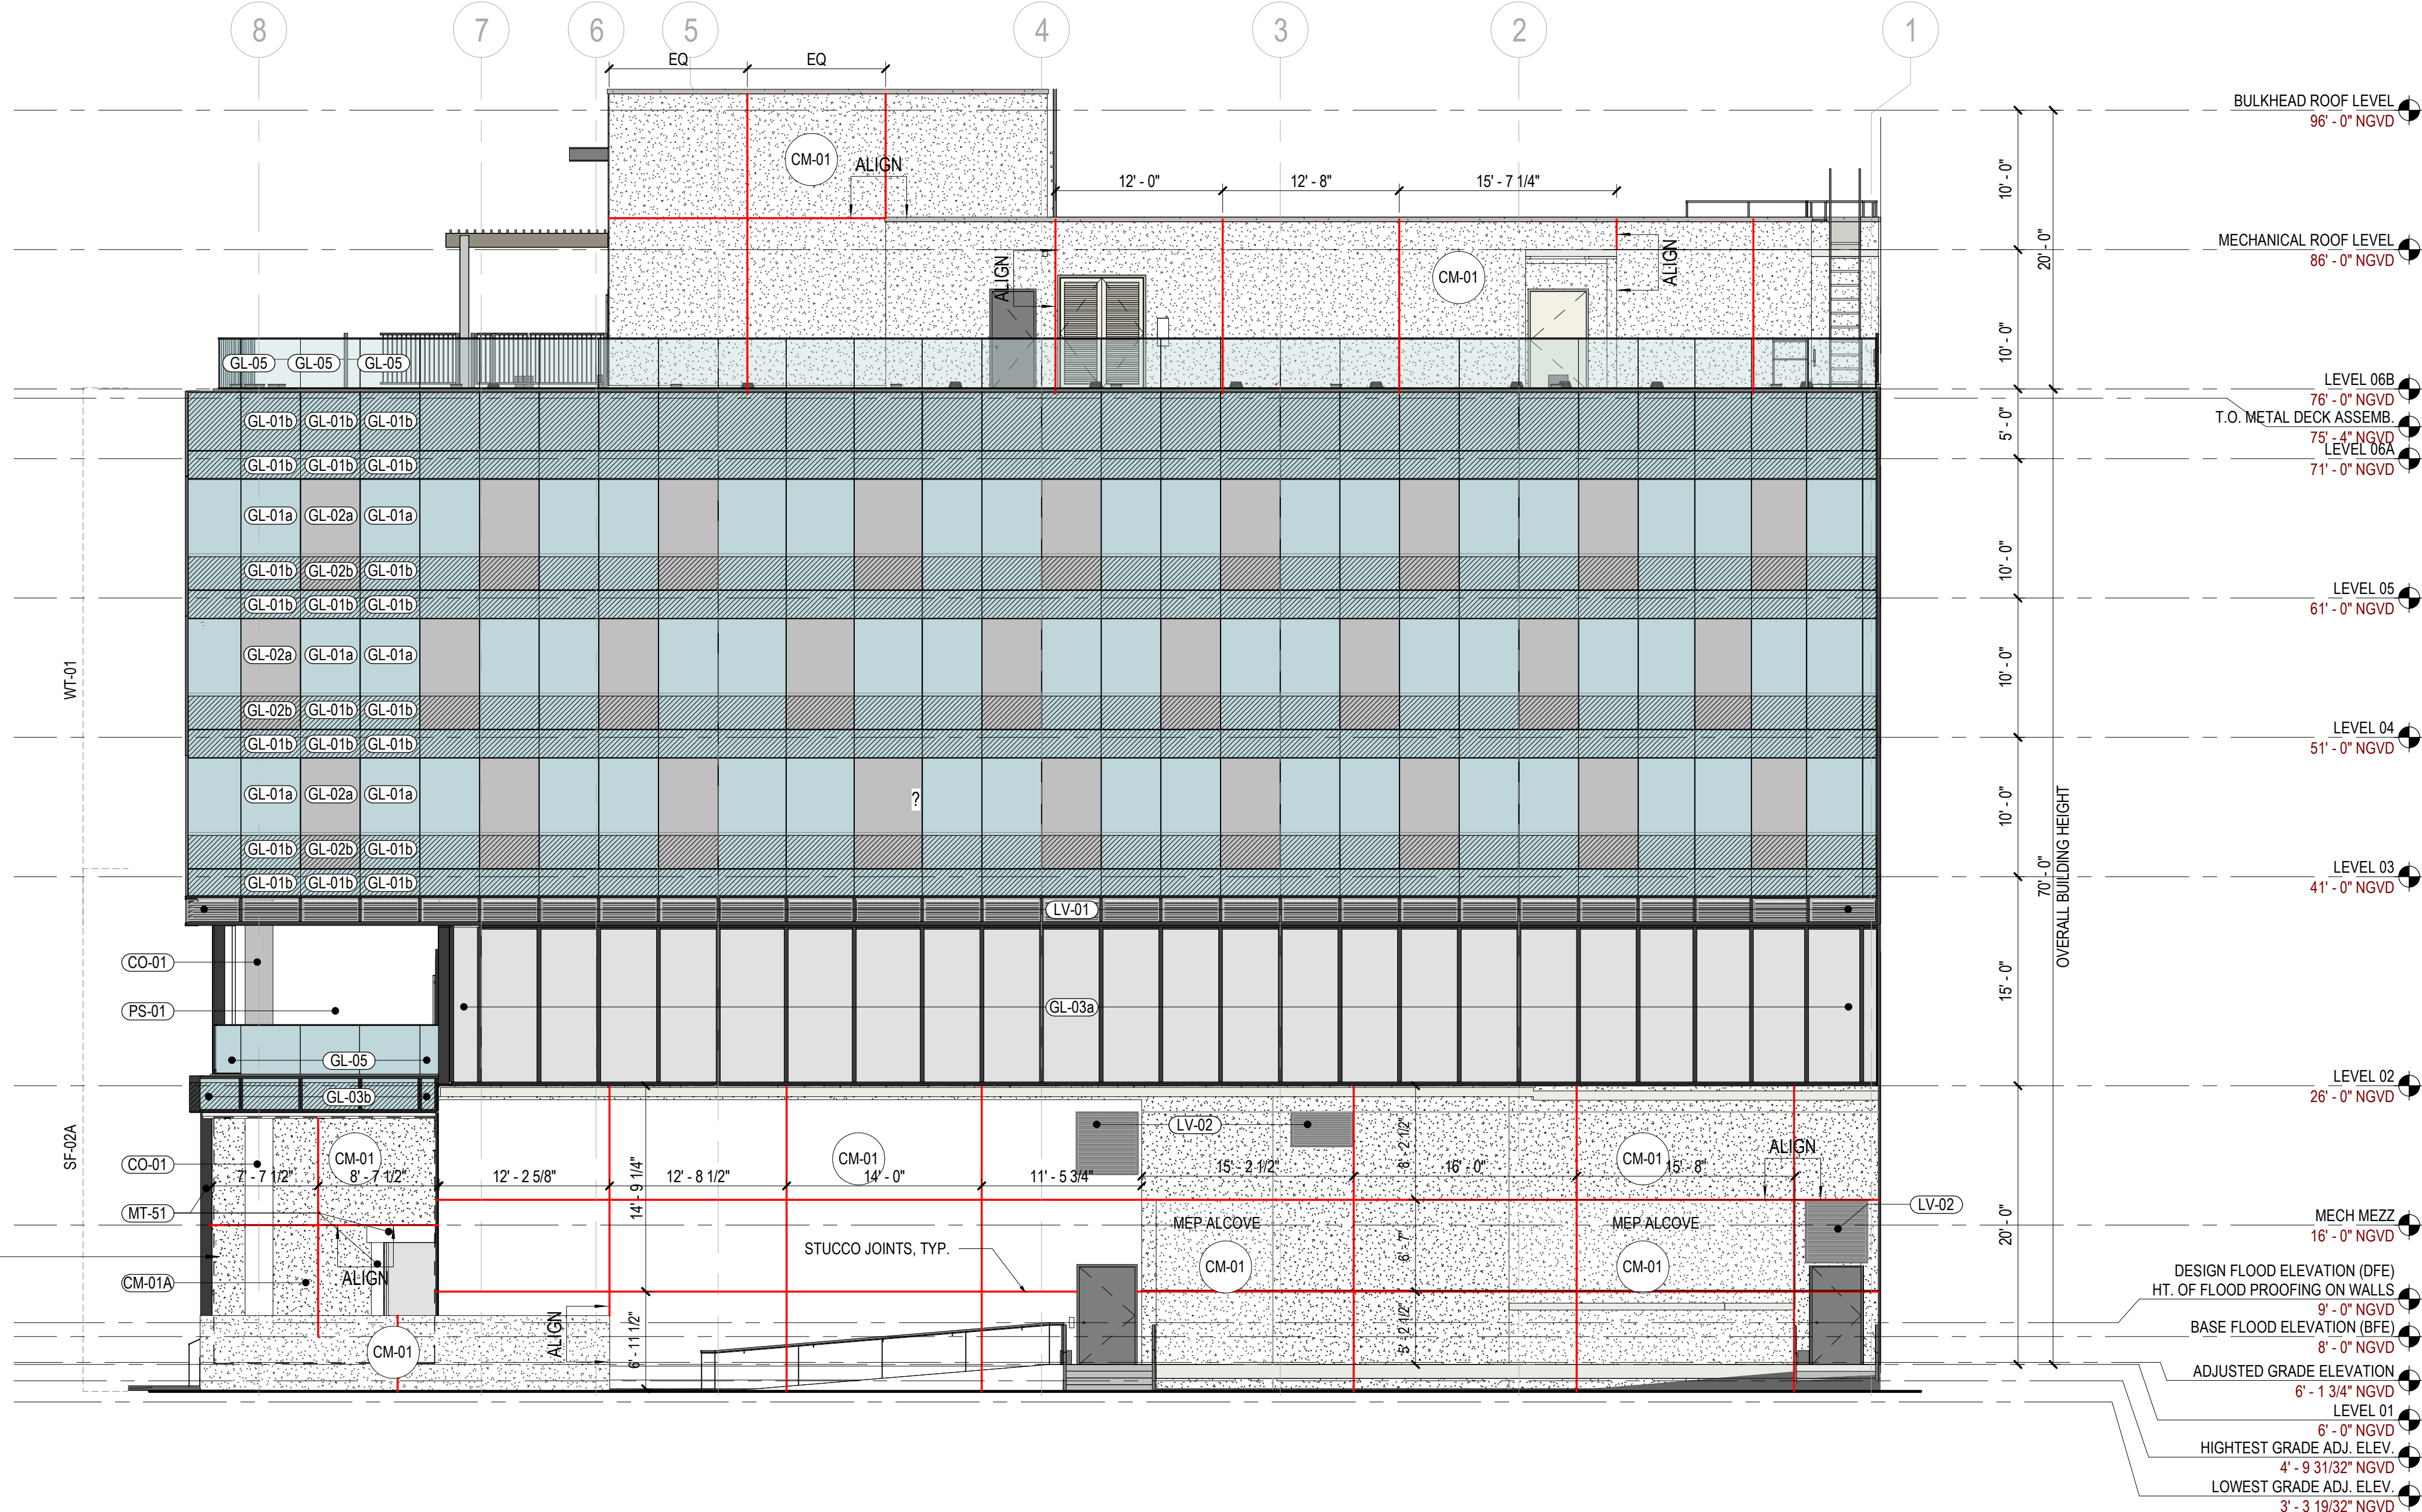 8
7
6
5
4
3
2
1
EQ
EQ
BULKHEAD ROOF LEVEL
96' - 0" NGVD
CM-01
ALIGN
12' - 0"
12' - 8"
15' - 7 1/4"
10' - 0"
MECHANICAL ROOF LEVEL
86' - 0" NGVD
20' - 0"
ALIGN
CM-01
ALIGN
10' - 0"
GL-05
GL-05
GL-05
LEVEL 06B
76' - 0" NGVD
T.O. METAL DECK ASSEMB.
75' - 4" NGVD
LEVEL 06A
71' - 0" NGVD
5' - 0"
GL-01b
GL-01b
GL-01b
GL-01b
GL-01b
GL-01b
GL-01a
GL-02a
GL-01a
10' - 0"
GL-01b
GL-02b
GL-01b
GL-01b
GL-01b
GL-01b
LEVEL 05
61' - 0" NGVD
WT-01
GL-02a
GL-01a
GL-01a
10' - 0"
GL-02b
GL-01b
GL-01b
GL-01b
GL-01b
GL-01b
LEVEL 04
51' - 0" NGVD
GL-01a
GL-02a
GL-01a
?
10' - 0"
GL-01b
GL-02b
GL-01b
GL-01b
GL-01b
GL-01b
LEVEL 03
41' - 0" NGVD
70' - 0"
OVERALL BUILDING HEIGHT
LV-01
CO-01
PS-01
GL-03a
15' - 0"
GL-05
GL-03b
LEVEL 02
26' - 0" NGVD
SF-02A
LV-02
CO-01
CM-01
CM-01
CM-01
ALIGN
7' - 7 1/2"
8' - 7 1/2"
12' - 2 5/8"
14' - 9 1/4"
12' - 8 1/2"
14' - 0"
11' - 5 3/4"
15' - 2 1/2"
8' - 2 1/2"
16' - 0"
15' - 8"
MT-51
LV-02
MEP ALCOVE
MEP ALCOVE
MECH MEZZ
16' - 0" NGVD
20' - 0"
STUCCO JOINTS, TYP.
6' - 7"
CM-01
CM-01
CM-01A
ALIGN
DESIGN FLOOD ELEVATION (DFE)
HT. OF FLOOD PROOFING ON WALLS
9' - 0" NGVD
BASE FLOOD ELEVATION (BFE)
8' - 0" NGVD
ALIGN
CM-01
6' - 11 1/2"
5' - 2 1/2"
ADJUSTED GRADE ELEVATION
6' - 1 3/4" NGVD
LEVEL 01
6' - 0" NGVD
HIGHTEST GRADE ADJ. ELEV.
4' - 9 31/32" NGVD
LOWEST GRADE ADJ. ELEV.
3' - 3 19/32" NGVD